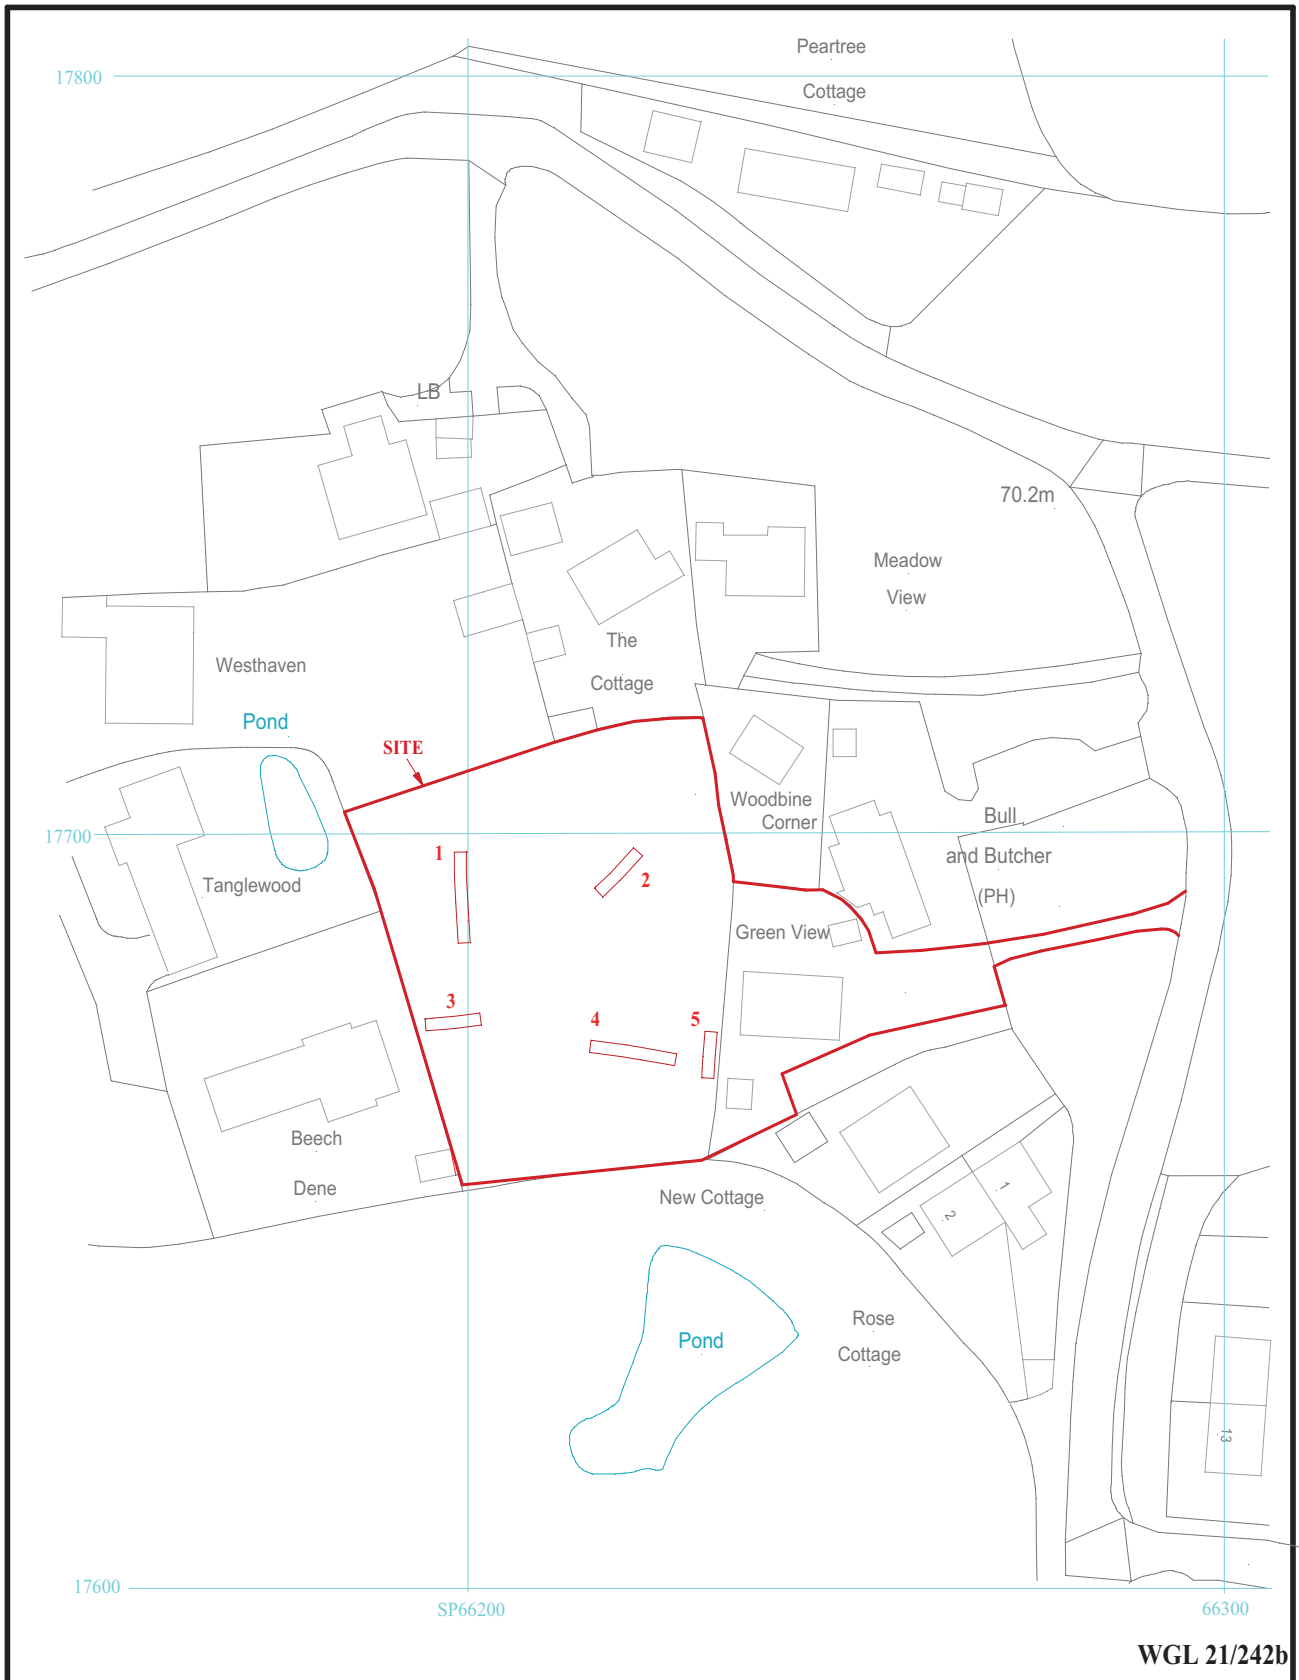 Peartree
Cottage
17800
LB
70.2m
Meadow
View
The
Cottage
Westhaven
Pond
SITE
Woodbine
Corner
Bull
and Butcher
(PH)
17700
Tanglewood
1
2
Green View
3
4
5
Beech
Dene
New Cottage
1
2
Pond
Rose
Cottage
13
17600
SP66200
66300
WGL 21/242b